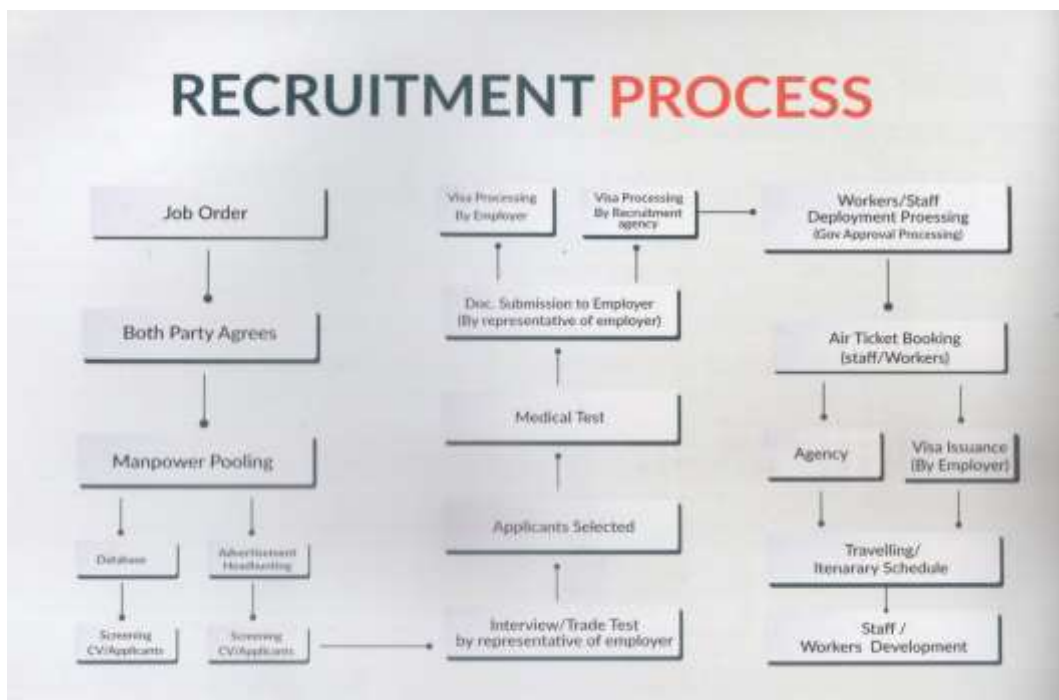 RECRUITMENT PROCESS
Job Order
Both Party Agrees
Manpower Pooling
Database
Advertisement
Headhunting
Screening
CV/Applicants
Screening
CV/Applicants
Interview/Trade Test
by representative of employer
Applicants Selected
Medical Test
Doc. Submission to Employer
(By representative of employer)
Visa Processing
By Employer
Visa Processing
By Recruitment
agency
Workers/Staff
Deployment Proessing
(Gov Approval Processing)
Air Ticket Booking
(staff/Workers)
Agency
Visa Issuance
(By Employer)
Travelling/
Itenarary Schedule
Staff /
Workers' Development